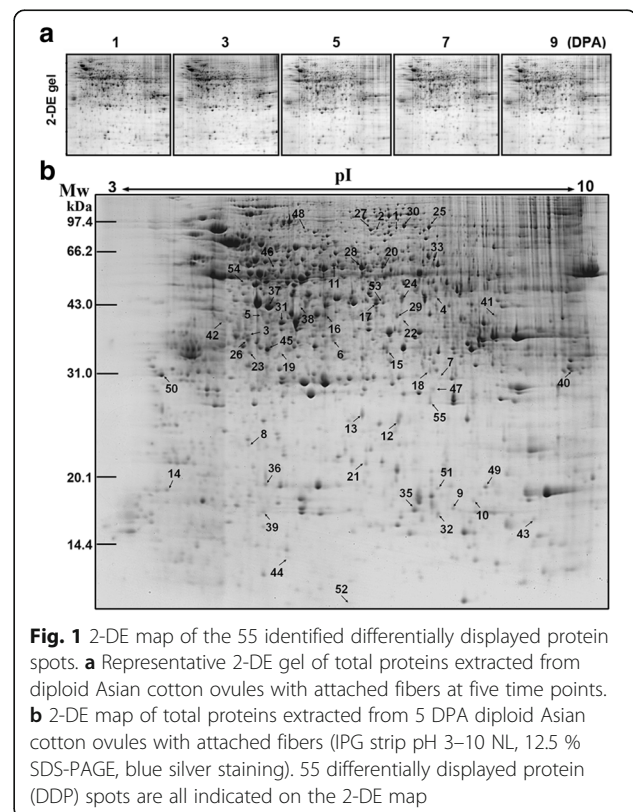 a
1 3 5 7 9 (DPA)
2-DE gel
b
pI
3 10
Mw
kDa
97.4
66.2
43.0
31.0
20.1
14.4
48 27 2 1 30 25
46 28 20 33
54 11
37 53 24
5 31 17 29 4 41
42 3 38 16 22
26 45 6
23 19 15 7
50 18 47 40
55
13 12
8
14 36 21 51 49
35 9
39 32 10 43
44
52
Fig. 1 2-DE map of the 55 identified differentially displayed protein
spots. a Representative 2-DE gel of total proteins extracted from
diploid Asian cotton ovules with attached fibers at five time points.
b 2-DE map of total proteins extracted from 5 DPA diploid Asian
cotton ovules with attached fibers (IPG strip pH 3–10 NL, 12.5 %
SDS-PAGE, blue silver staining). 55 differentially displayed protein
(DDP) spots are all indicated on the 2-DE map